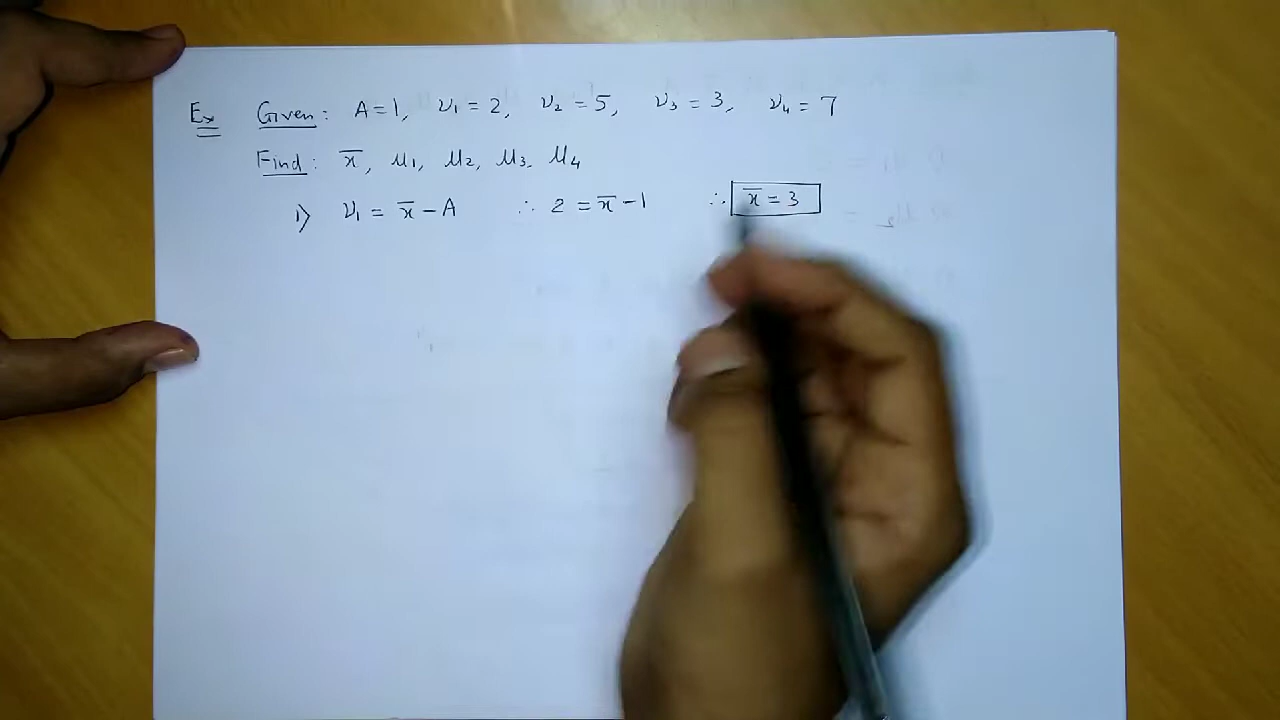 Ex Given: A=1, ν₁ = 2, ν₂ = 5, ν₃ = 3, ν₄ = 7
Find: x̄, μ₁, μ₂, μ₃, μ₄
1) ν₁ = x̄ - A ∴ 2 = x̄ - 1 ∴ x̄ = 3